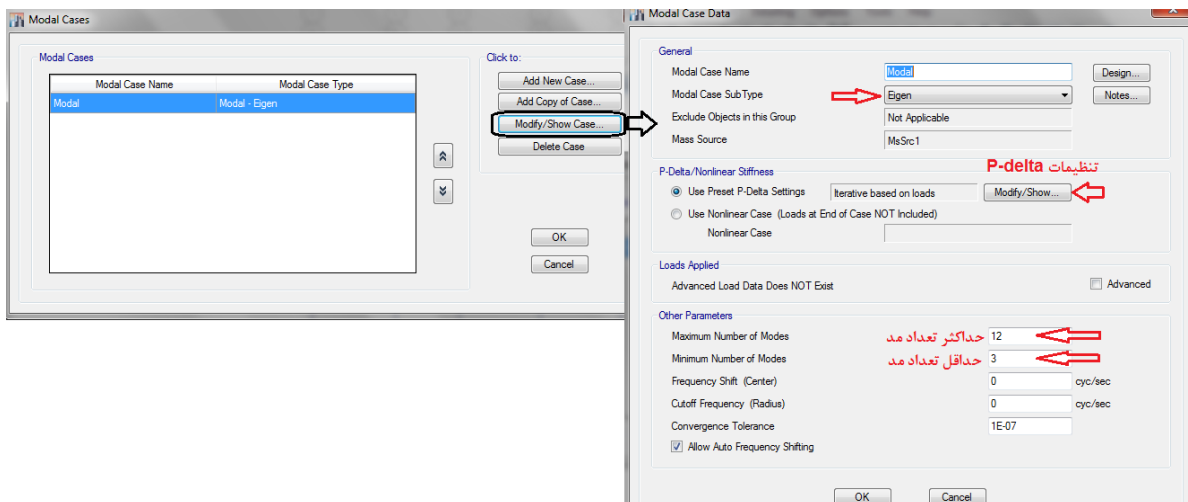 Modal Cases
Modal Cases
Modal Case Name Modal Case Type
Modal Modal - Eigen
Click to:
Add New Case...
Add Copy of Case...
Modify/Show Case...
Delete Case
OK
Cancel
Modal Case Data
General
Modal Case Name Modal Design...
Modal Case SubType Eigen Notes...
Exclude Objects in this Group Not Applicable
Mass Source MsSrc1
تنظیمات P-delta
P-Delta/Nonlinear Stiffness
Use Preset P-Delta Settings Iterative based on loads Modify/Show...
Use Nonlinear Case (Loads at End of Case NOT Included)
Nonlinear Case
Loads Applied
Advanced Load Data Does NOT Exist Advanced
Other Parameters
Maximum Number of Modes حداکثر تعداد مد 12
Minimum Number of Modes حداقل تعداد مد 3
Frequency Shift (Center) 0 cyc/sec
Cutoff Frequency (Radius) 0 cyc/sec
Convergence Tolerance 1E-07
Allow Auto Frequency Shifting
OK Cancel